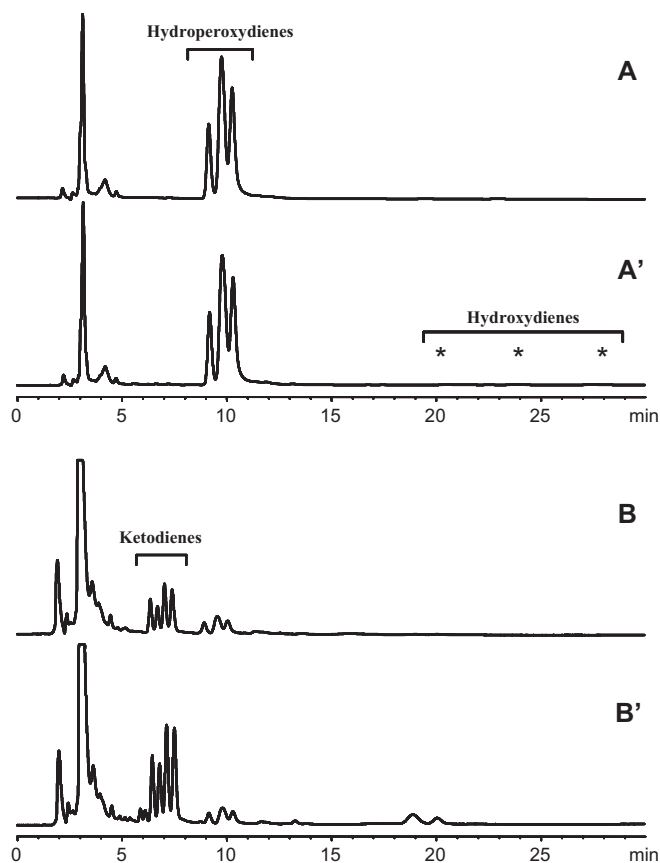 Hydroperoxydienes
A
A’
Hydroxydienes
* * *
0 5 10 15 20 25 min
B
Ketodienes
B’
0 5 10 15 20 25 min